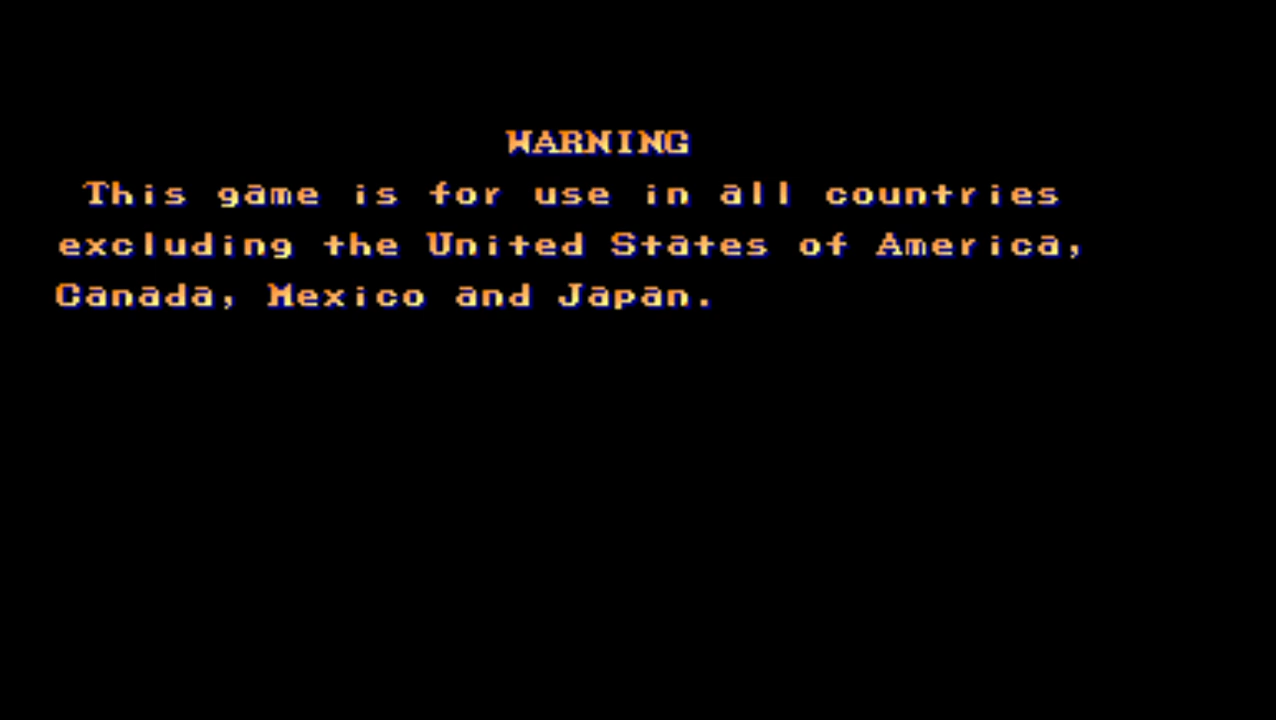 WARNING
This game is for use in all countries
excluding the United States of America,
Canada, Mexico and Japan.